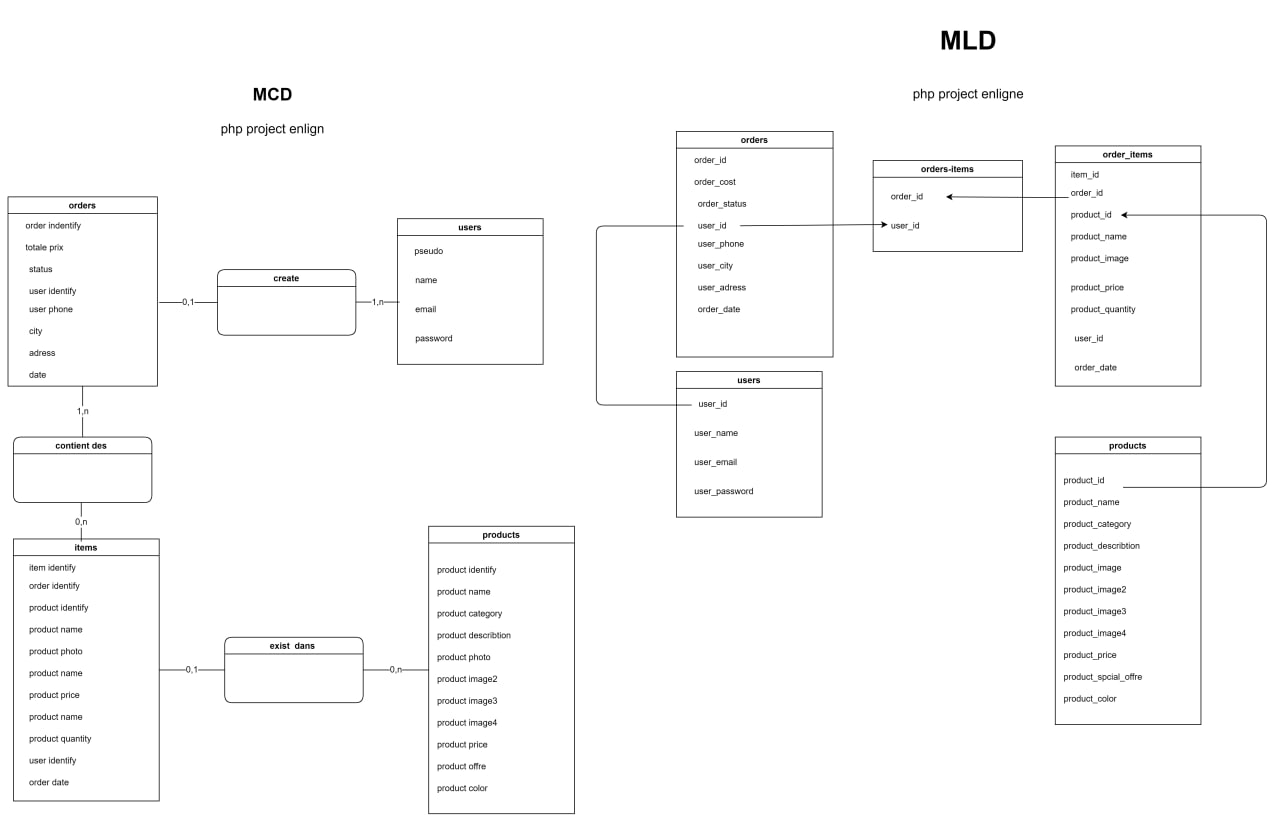 MCD
php project enlign
orders
order indentify
totale prix
status
user identify
user phone
city
adress
date
0,1
create
1,n
users
pseudo
name
email
password
1,n
contient des
0,n
items
item identify
order identify
product identify
product name
product photo
product name
product price
product name
product quantity
user identify
order date
0,1
exist dans
0,n
products
product identify
product name
product category
product describtion
product photo
product image2
product image3
product image4
product price
product offre
product color
MLD
php project enligne
orders
order_id
order_cost
order_status
user_id
user_phone
user_city
user_adress
order_date
orders-items
order_id
user_id
order_items
item_id
order_id
product_id
product_name
product_image
product_price
product_quantity
user_id
order_date
users
user_id
user_name
user_email
user_password
products
product_id
product_name
product_category
product_describtion
product_image
product_image2
product_image3
product_image4
product_price
product_spcial_offre
product_color